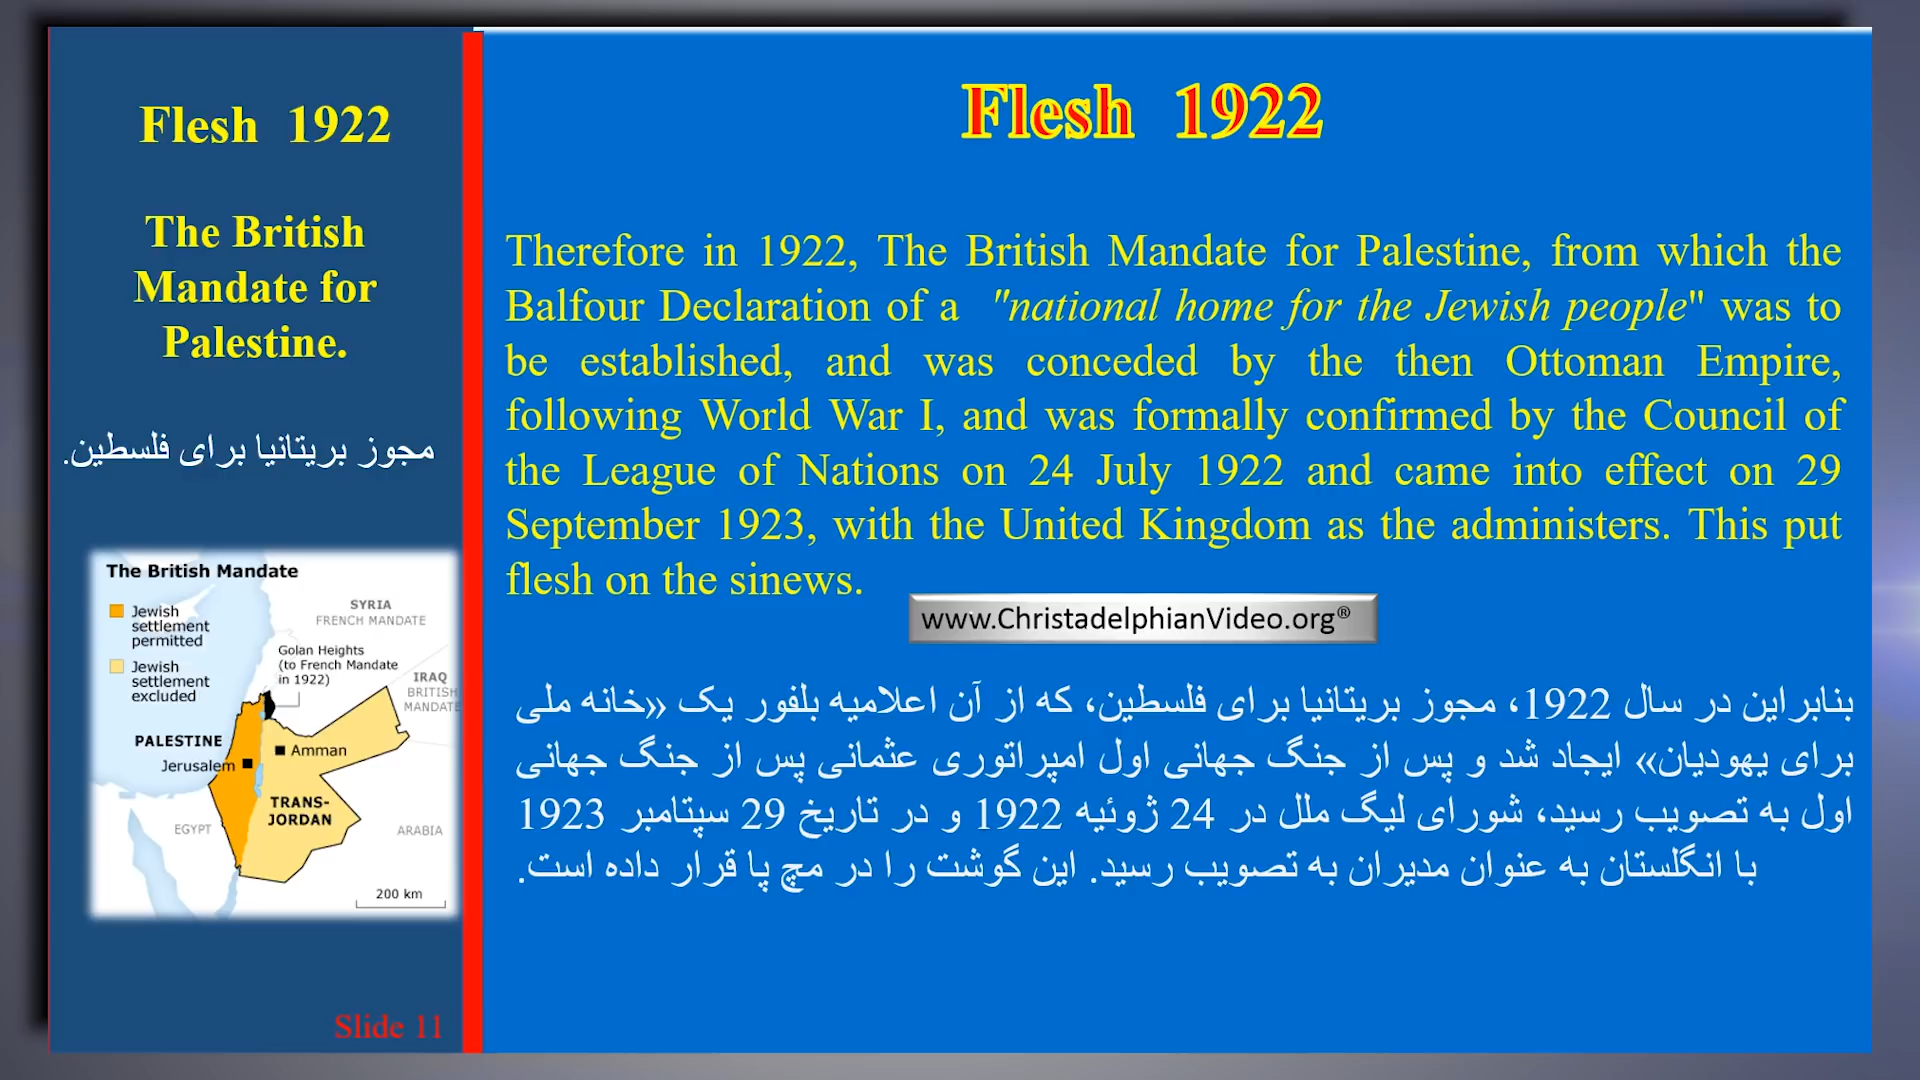 Flesh 1922
The British
Mandate for
Palestine.
مجوز بریتانیا برای فلسطین.
The British Mandate
Jewish
settlement
permitted
Jewish
settlement
excluded
SYRIA
FRENCH MANDATE
Golan Heights
(to French Mandate
in 1922)
IRAQ
BRITISH
MANDATE
PALESTINE
Amman
Jerusalem
TRANS-
JORDAN
EGYPT
ARABIA
200 km
Slide 11
Flesh 1922
Therefore in 1922, The British Mandate for Palestine, from which the
Balfour Declaration of a "national home for the Jewish people" was to
be established, and was conceded by the then Ottoman Empire,
following World War I, and was formally confirmed by the Council of
the League of Nations on 24 July 1922 and came into effect on 29
September 1923, with the United Kingdom as the administers. This put
flesh on the sinews.
www.ChristadelphianVideo.org®
بنابراین در سال 1922، مجوز بریتانیا برای فلسطین، که از آن اعلامیه بلفور یک «خانه ملی
برای یهودیان» ایجاد شد و پس از جنگ جهانی اول امپراتوری عثمانی پس از جنگ جهانی
اول به تصویب رسید، شورای لیگ ملل در 24 ژوئیه 1922 و در تاریخ 29 سپتامبر 1923
با انگلستان به عنوان مدیران به تصویب رسید. این گوشت را در مچ پا قرار داده است.